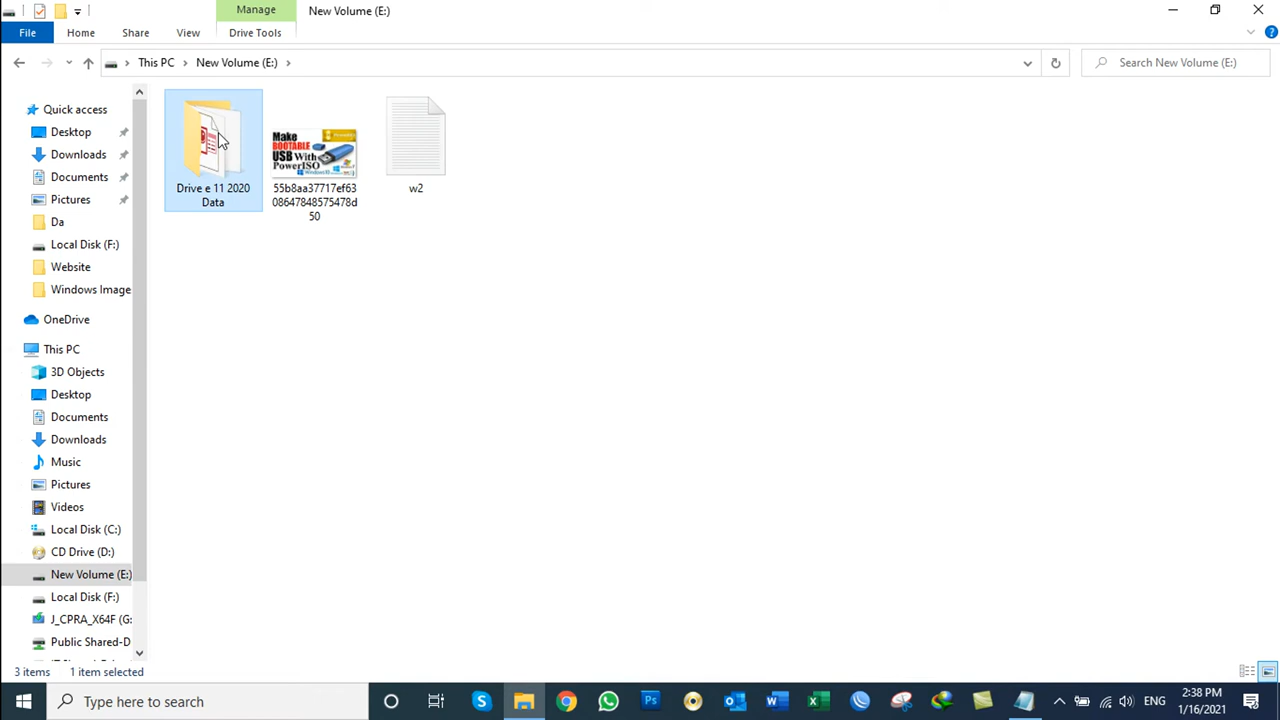 Manage
New Volume (E:)
File
Home
Share
View
Drive Tools
This PC
New Volume (E:)
Search New Volume (E:)
Quick access
Desktop
Downloads
Documents
Pictures
Da
Local Disk (F:)
Website
Windows Image
OneDrive
This PC
3D Objects
Desktop
Documents
Downloads
Music
Pictures
Videos
Local Disk (C:)
CD Drive (D:)
New Volume (E:)
Local Disk (F:)
J_CPRA_X64F (G:
Public Shared-D
Drive e 11 2020
Data
Make
BOOTABLE
USB With
PowerISO
55b8aa37717ef63
08647848575478d
50
w2
3 items
1 item selected
Type here to search
ENG
2:38 PM
1/16/2021